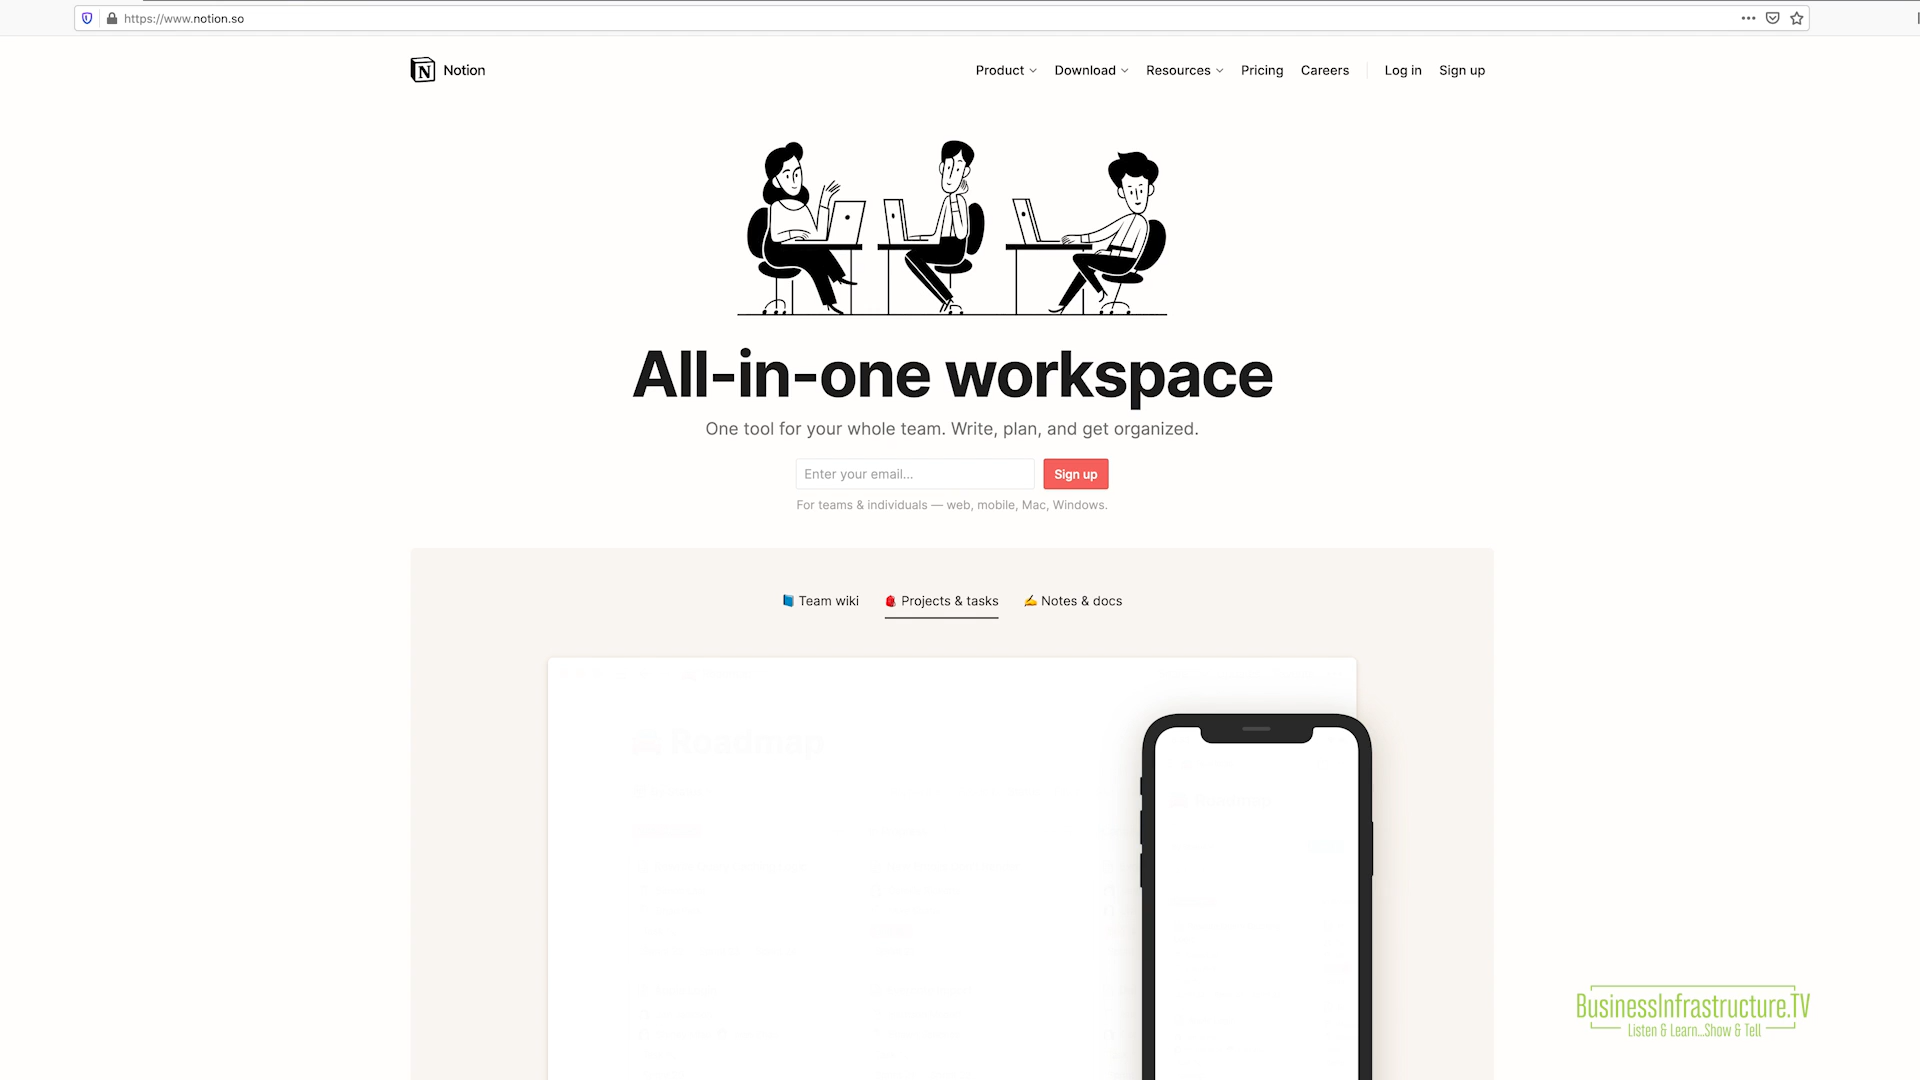 https://www.notion.so
Notion
Product
Download
Resources
Pricing
Careers
Log in
Sign up
All-in-one workspace
One tool for your whole team. Write, plan, and get organized.
Enter your email...
Sign up
For teams & individuals — web, mobile, Mac, Windows.
Team wiki
Projects & tasks
Notes & docs
Roadmap
BusinessInfrastructure.TV
Listen & Learn...Show & Tell